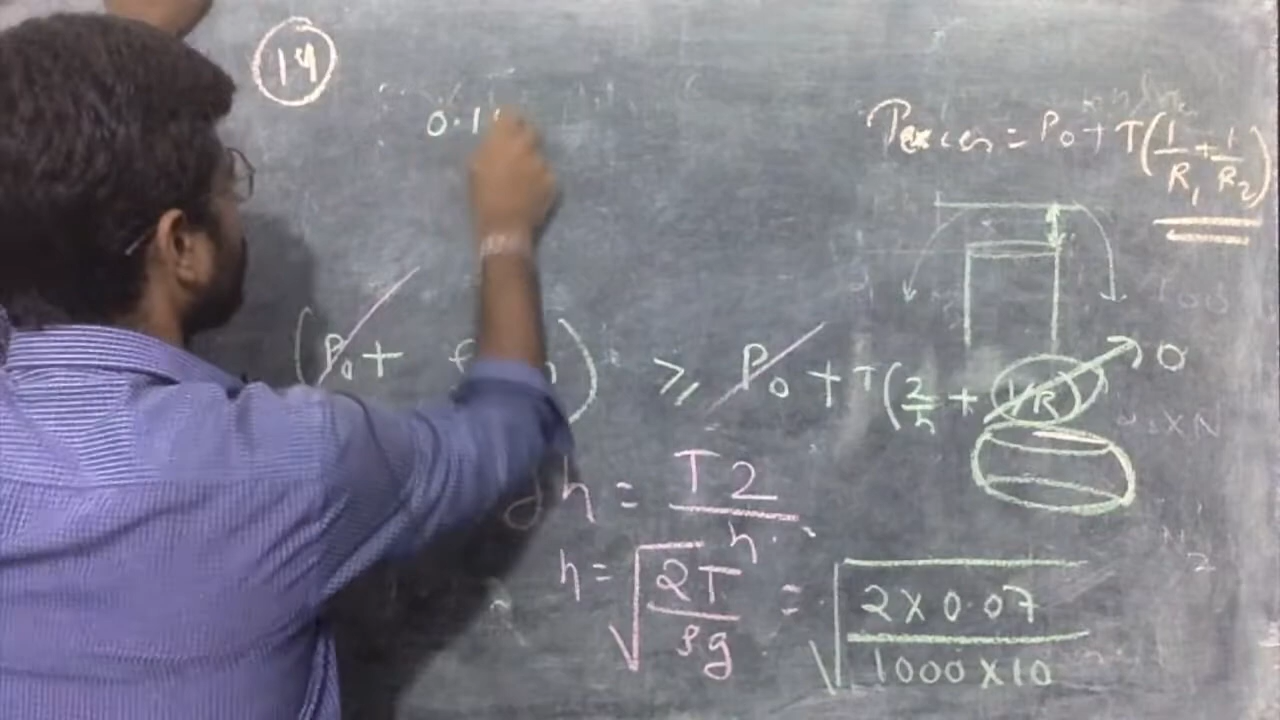 14
0.1
Pexcess = P₀ + T(1/R₁ + 1/R₂)
(P₀ + h) ≥ P₀ + T(2/h + 1/R) → 0
h = T2/h
h = √(2T/ρg) = √(2×0.07/1000×10)